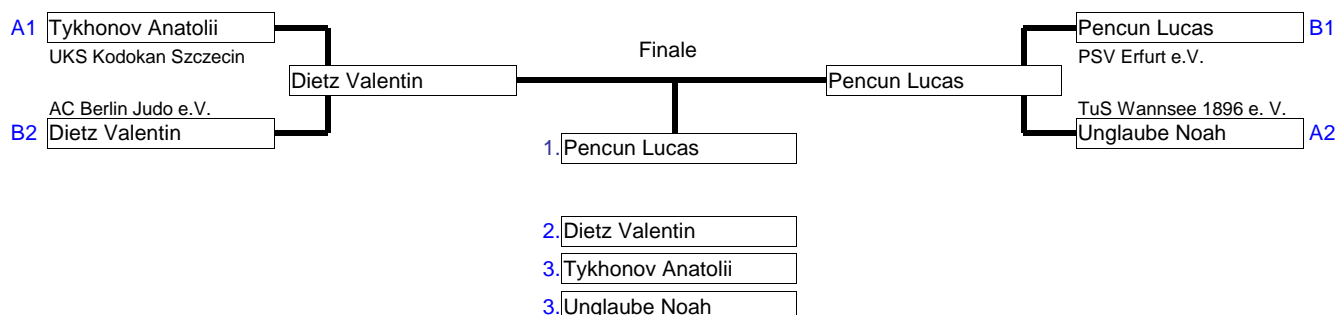 A1 Tykhonov Anatolii
UKS Kodokan Szczecin
Dietz Valentin
AC Berlin Judo e.V.
B2 Dietz Valentin
Finale
Pencun Lucas B1
PSV Erfurt e.V.
Pencun Lucas
TuS Wannsee 1896 e. V.
Unglaube Noah A2
1. Pencun Lucas
2. Dietz Valentin
3. Tykhonov Anatolii
3. Unglaube Noah